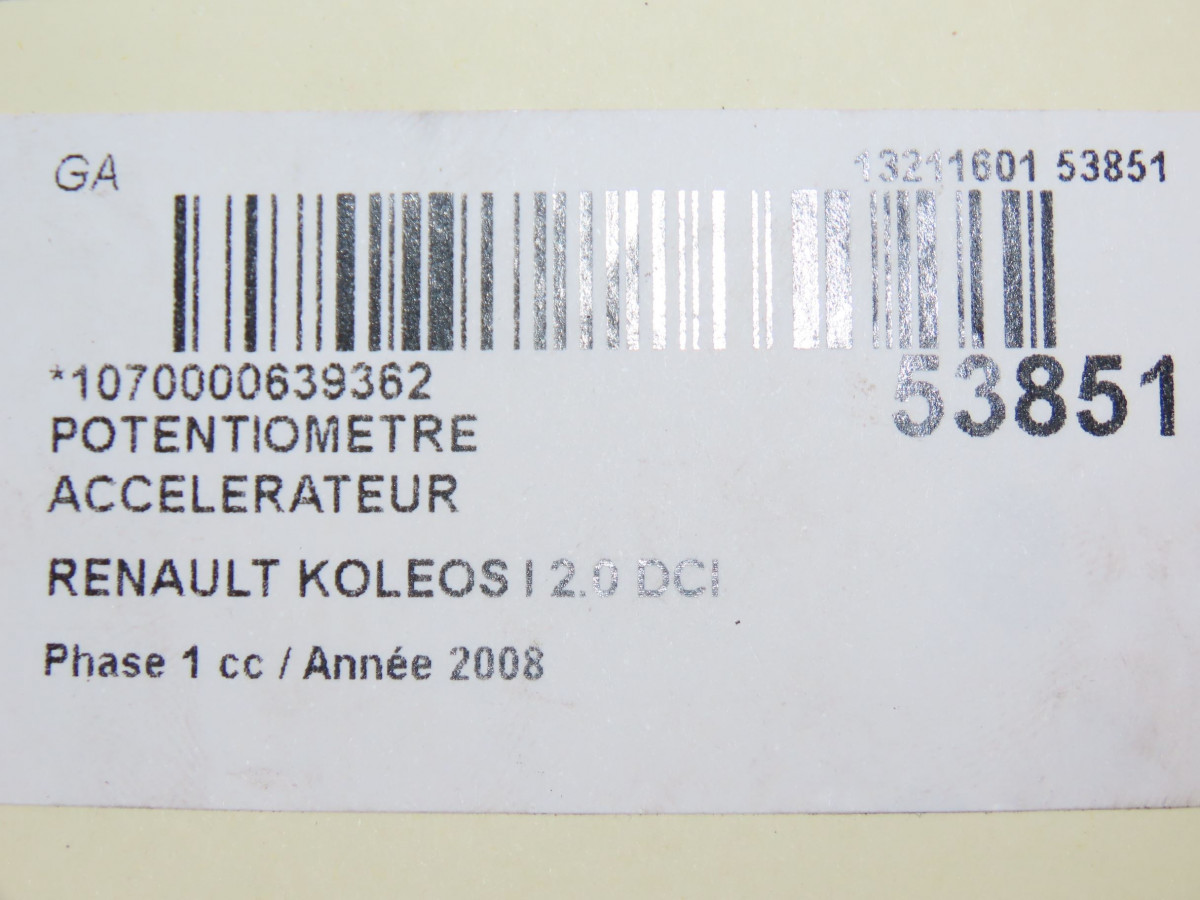 GA
13211601 53851
*1070000639362
53851
POTENTIOMETRE
ACCELERATEUR
RENAULT KOLEOS I 2.0 DCI
Phase 1 cc / Année 2008